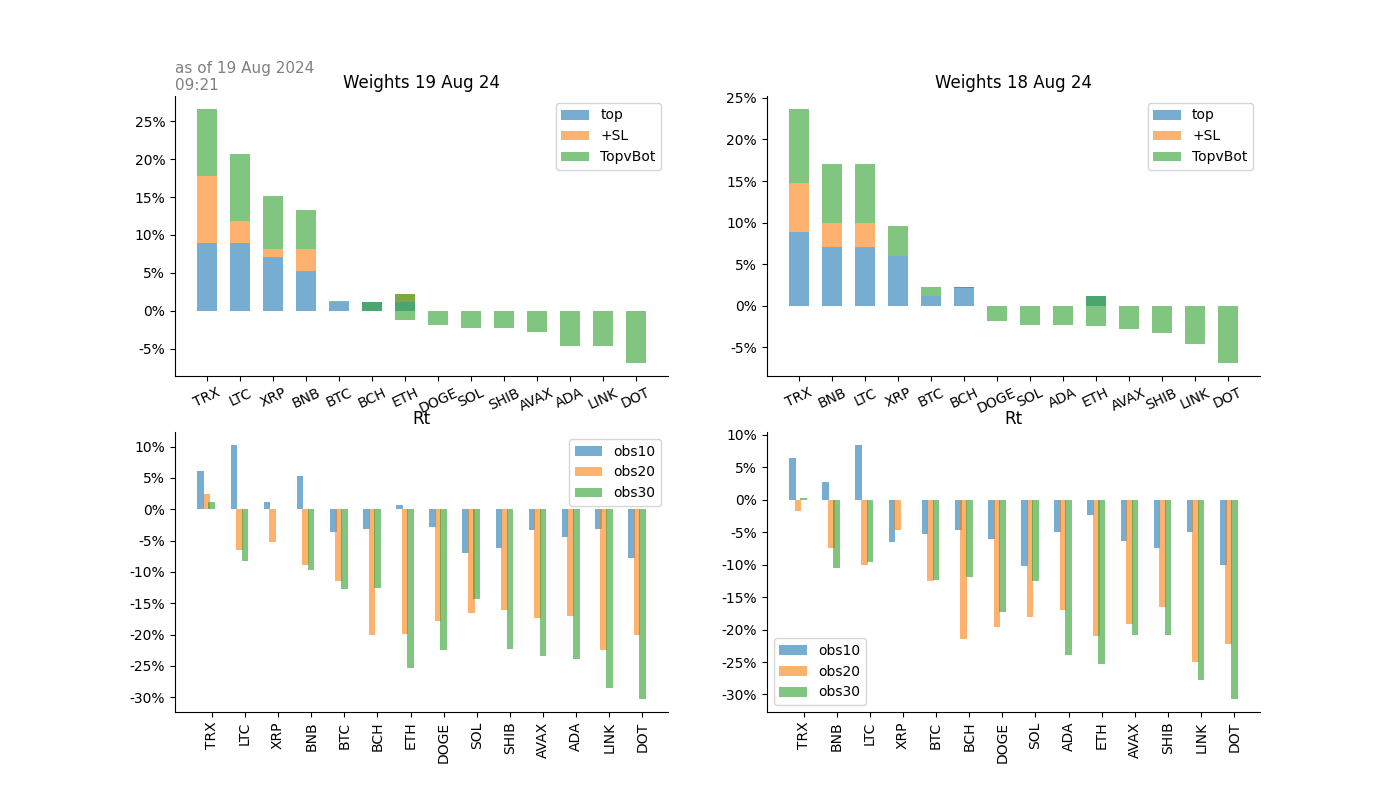 as of 19 Aug 2024
09:21
Weights 19 Aug 24
25%
20%
15%
10%
5%
0%
-5%
top
+SL
TopvBot
TRX LTC XRP BNB BTC BCH ETH DOGE SOL SHIB AVAX ADA LINK DOT
Weights 18 Aug 24
25%
20%
15%
10%
5%
0%
-5%
top
+SL
TopvBot
TRX BNB LTC XRP BTC BCH DOGE SOL ADA ETH AVAX SHIB LINK DOT
Rt
10%
5%
0%
-5%
-10%
-15%
-20%
-25%
-30%
obs10
obs20
obs30
TRX LTC XRP BNB BTC BCH ETH DOGE SOL SHIB AVAX ADA LINK DOT
Rt
10%
5%
0%
-5%
-10%
-15%
-20%
-25%
-30%
obs10
obs20
obs30
TRX BNB LTC XRP BTC BCH DOGE SOL ADA ETH AVAX SHIB LINK DOT